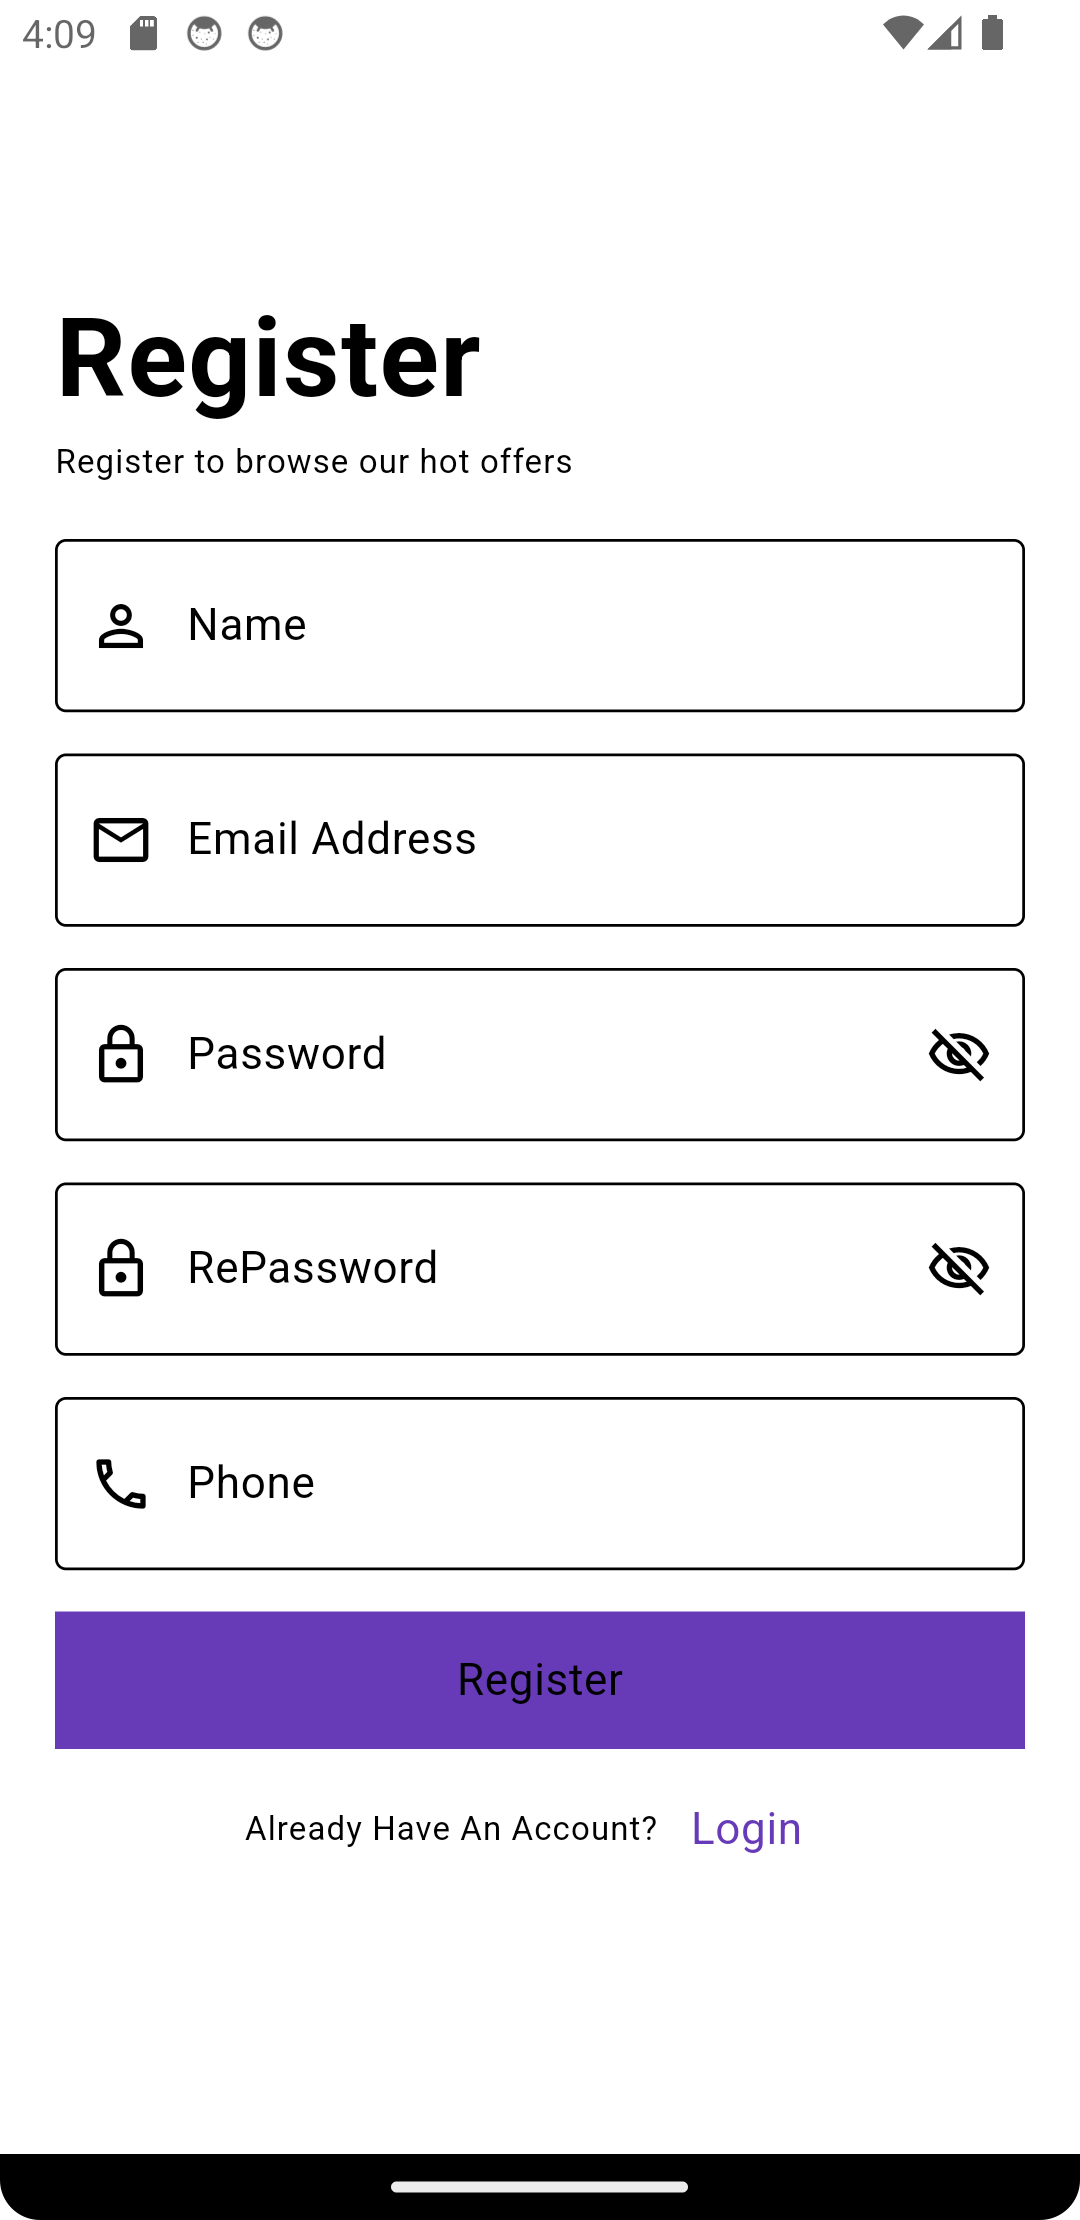 4:09
Register
Register to browse our hot offers
Name
Email Address
Password
RePassword
Phone
Register
Already Have An Account? Login